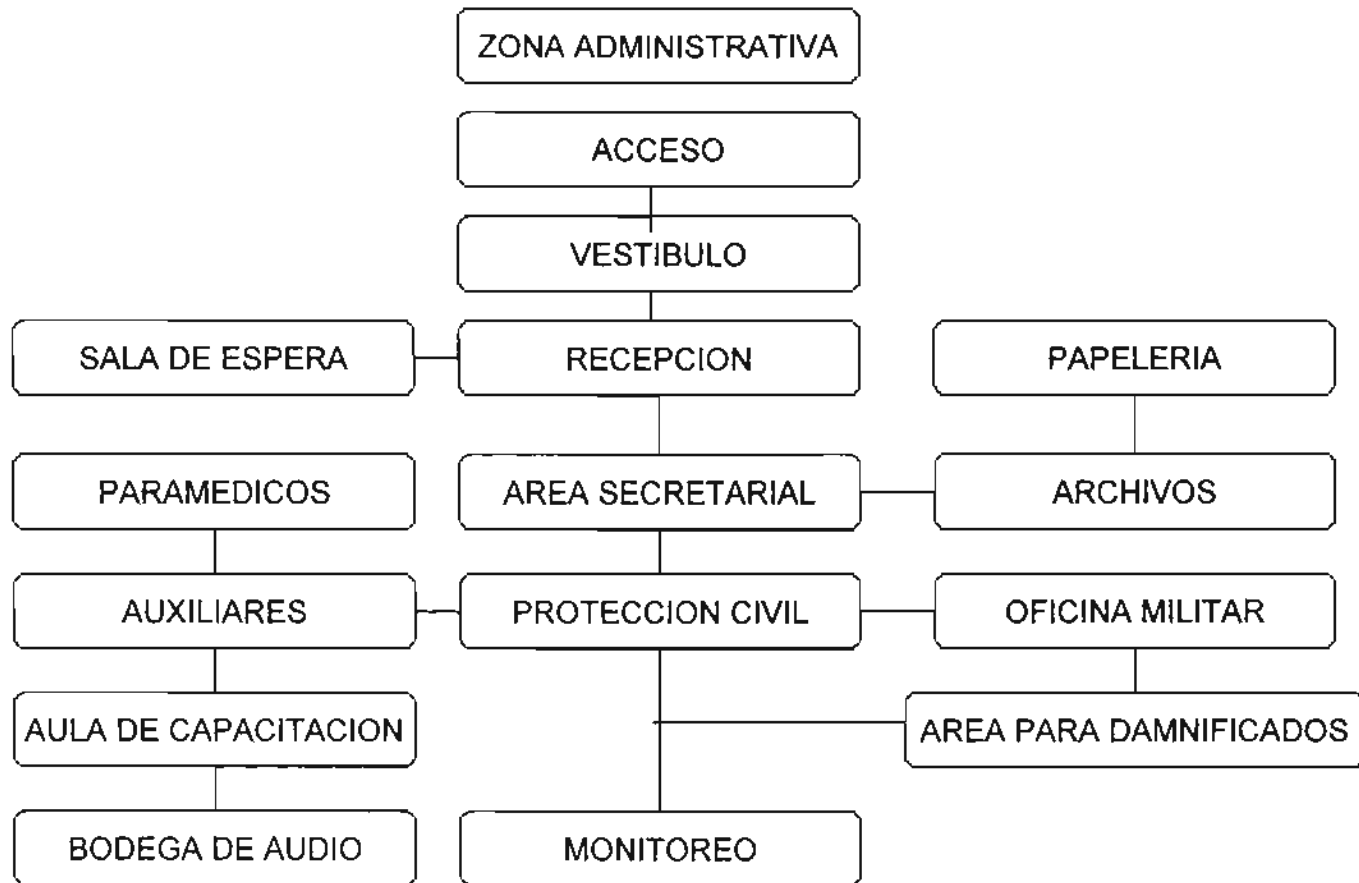 ZONA ADMINISTRATIVA
ACCESO
VESTIBULO
SALA DE ESPERA
RECEPCION
PAPELERIA
PARAMEDICOS
AREA SECRETARIAL
ARCHIVOS
AUXILIARES
PROTECCION CIVIL
OFICINA MILITAR
AULA DE CAPACITACION
AREA PARA DAMNIFICADOS
BODEGA DE AUDIO
MONITOREO